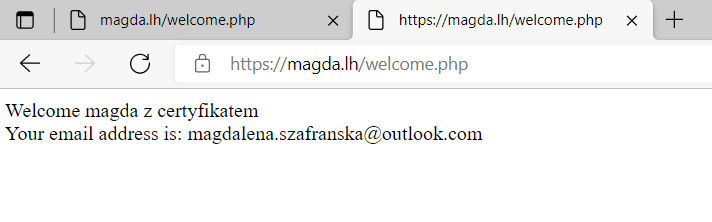 magda.lh/welcome.php
https://magda.lh/welcome.php
https://magda.lh/welcome.php
Welcome magda z certyfikatem
Your email address is: magdalena.szafranska@outlook.com